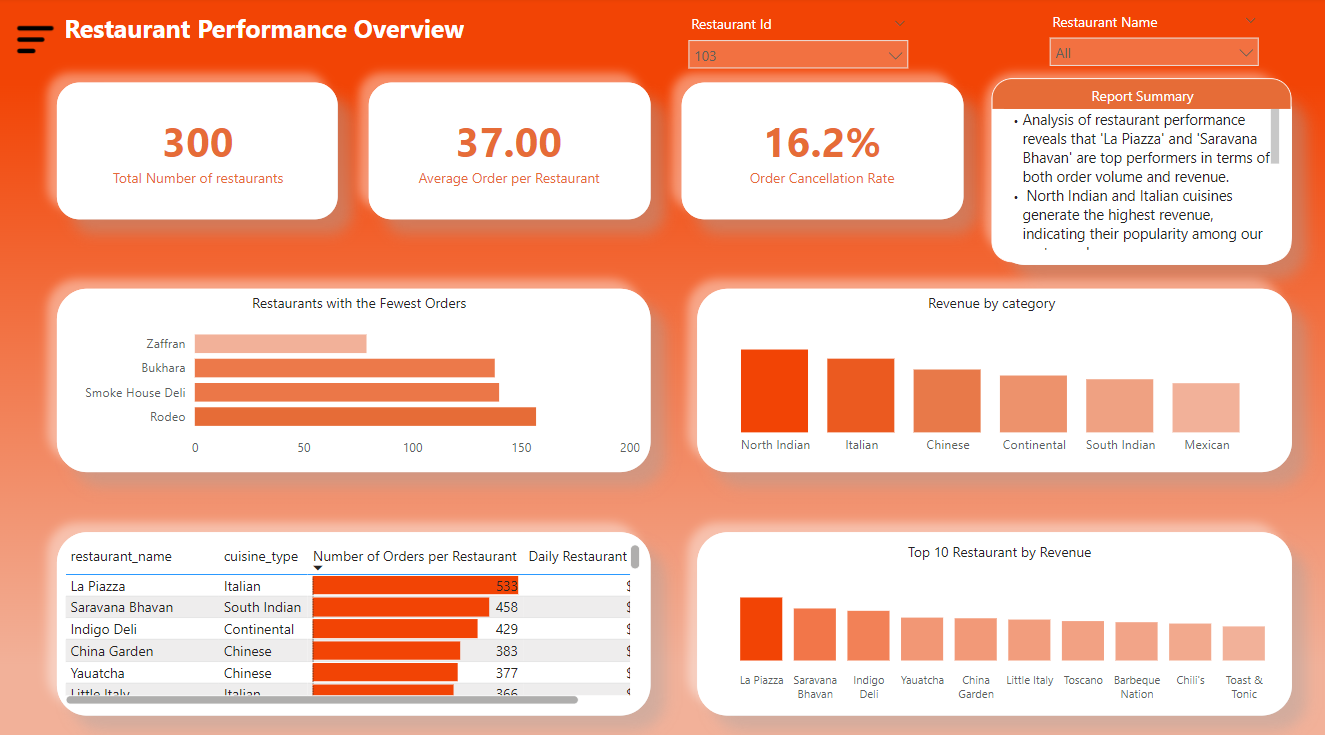 Restaurant Performance Overview
Restaurant Id
103
Restaurant Name
All
300
Total Number of restaurants
37.00
Average Order per Restaurant
16.2%
Order Cancellation Rate
Report Summary
• Analysis of restaurant performance
reveals that 'La Piazza' and 'Saravana
Bhavan' are top performers in terms of
both order volume and revenue.
• North Indian and Italian cuisines
generate the highest revenue,
indicating their popularity among our
Restaurants with the Fewest Orders
Zaffran
Bukhara
Smoke House Deli
Rodeo
0 50 100 150 200
Revenue by category
North Indian Italian Chinese Continental South Indian Mexican
restaurant_name cuisine_type Number of Orders per Restaurant Daily Restaurant
La Piazza Italian 533 $
Saravana Bhavan South Indian 458 $
Indigo Deli Continental 429 $
China Garden Chinese 383 $
Yauatcha Chinese 377 $
Little Italy Italian 366
Top 10 Restaurant by Revenue
La Piazza Saravana Bhavan Indigo Deli Yauatcha China Garden Little Italy Toscano Barbeque Nation Chili's Toast & Tonic